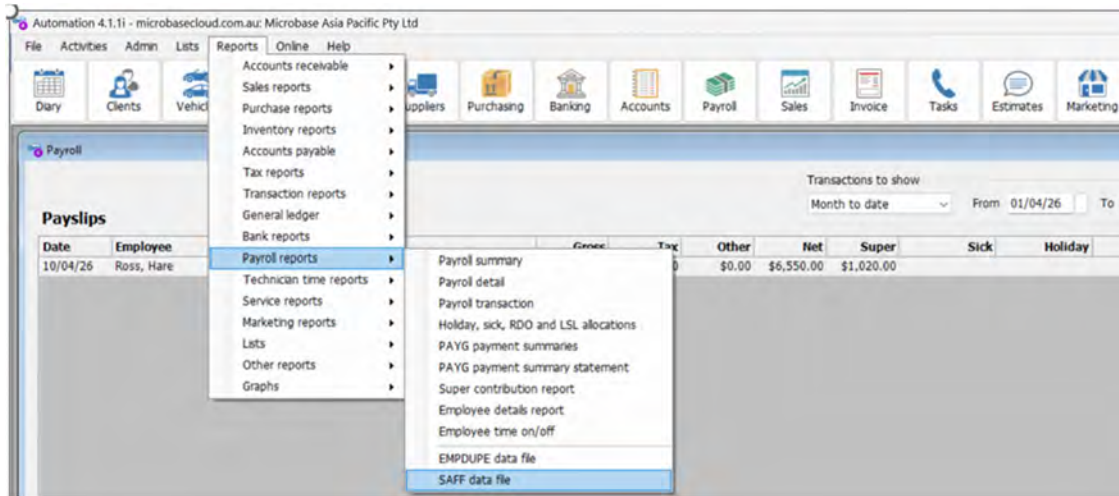 Automation 4.1.1i - microbasecloud.com.au: Microbase Asia Pacific Pty Ltd
File Activities Admin Lists Reports Online Help
Diary Clients Vehicl uppliers Purchasing Banking Accounts Payroll Sales Invoice Tasks Estimates Marketing
Accounts receivable
Sales reports
Purchase reports
Inventory reports
Accounts payable
Tax reports
Transaction reports
General ledger
Bank reports
Payroll reports
Technician time reports
Service reports
Marketing reports
Lists
Other reports
Graphs
Payroll
Transactions to show
Month to date From 01/04/26 To
Payslips
Date Employee Gross Tax Other Net Super Sick Holiday
10/04/26 Ross, Hare 0 $0.00 $6,550.00 $1,020.00
Payroll summary
Payroll detail
Payroll transaction
Holiday, sick, RDO and LSL allocations
PAYG payment summaries
PAYG payment summary statement
Super contribution report
Employee details report
Employee time on/off
EMPDUPE data file
SAFF data file